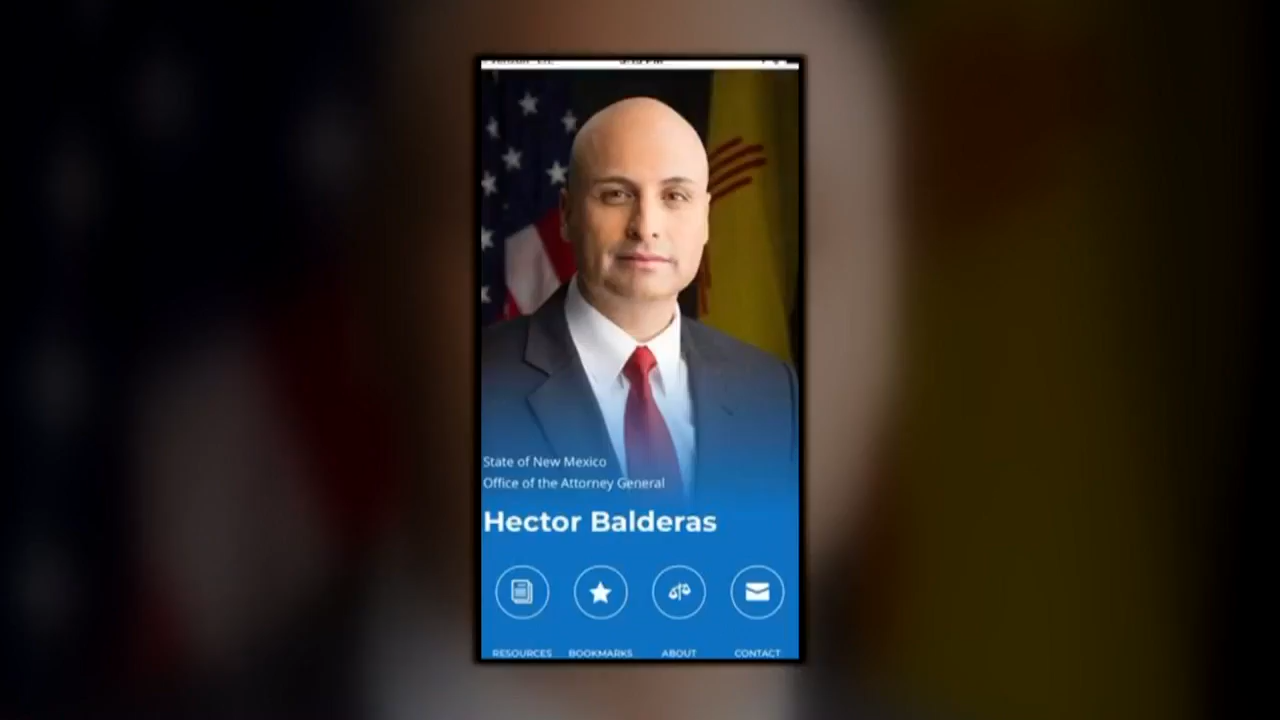 State of New Mexico
Office of the Attorney General
Hector Balderas
RESOURCES BOOKMARKS ABOUT CONTACT